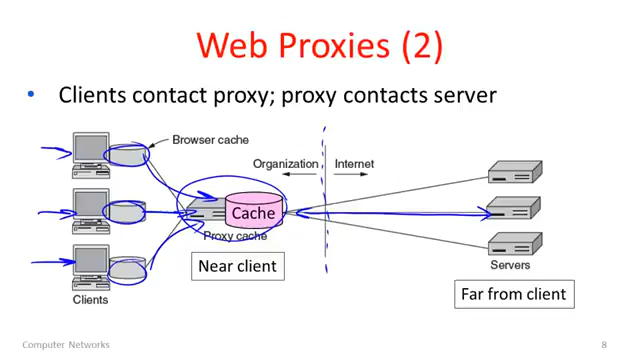 Web Proxies (2)
• Clients contact proxy; proxy contacts server
Browser cache
Organization
Internet
Cache
Proxy cache
Near client
Servers
Clients
Far from client
Computer Networks
8